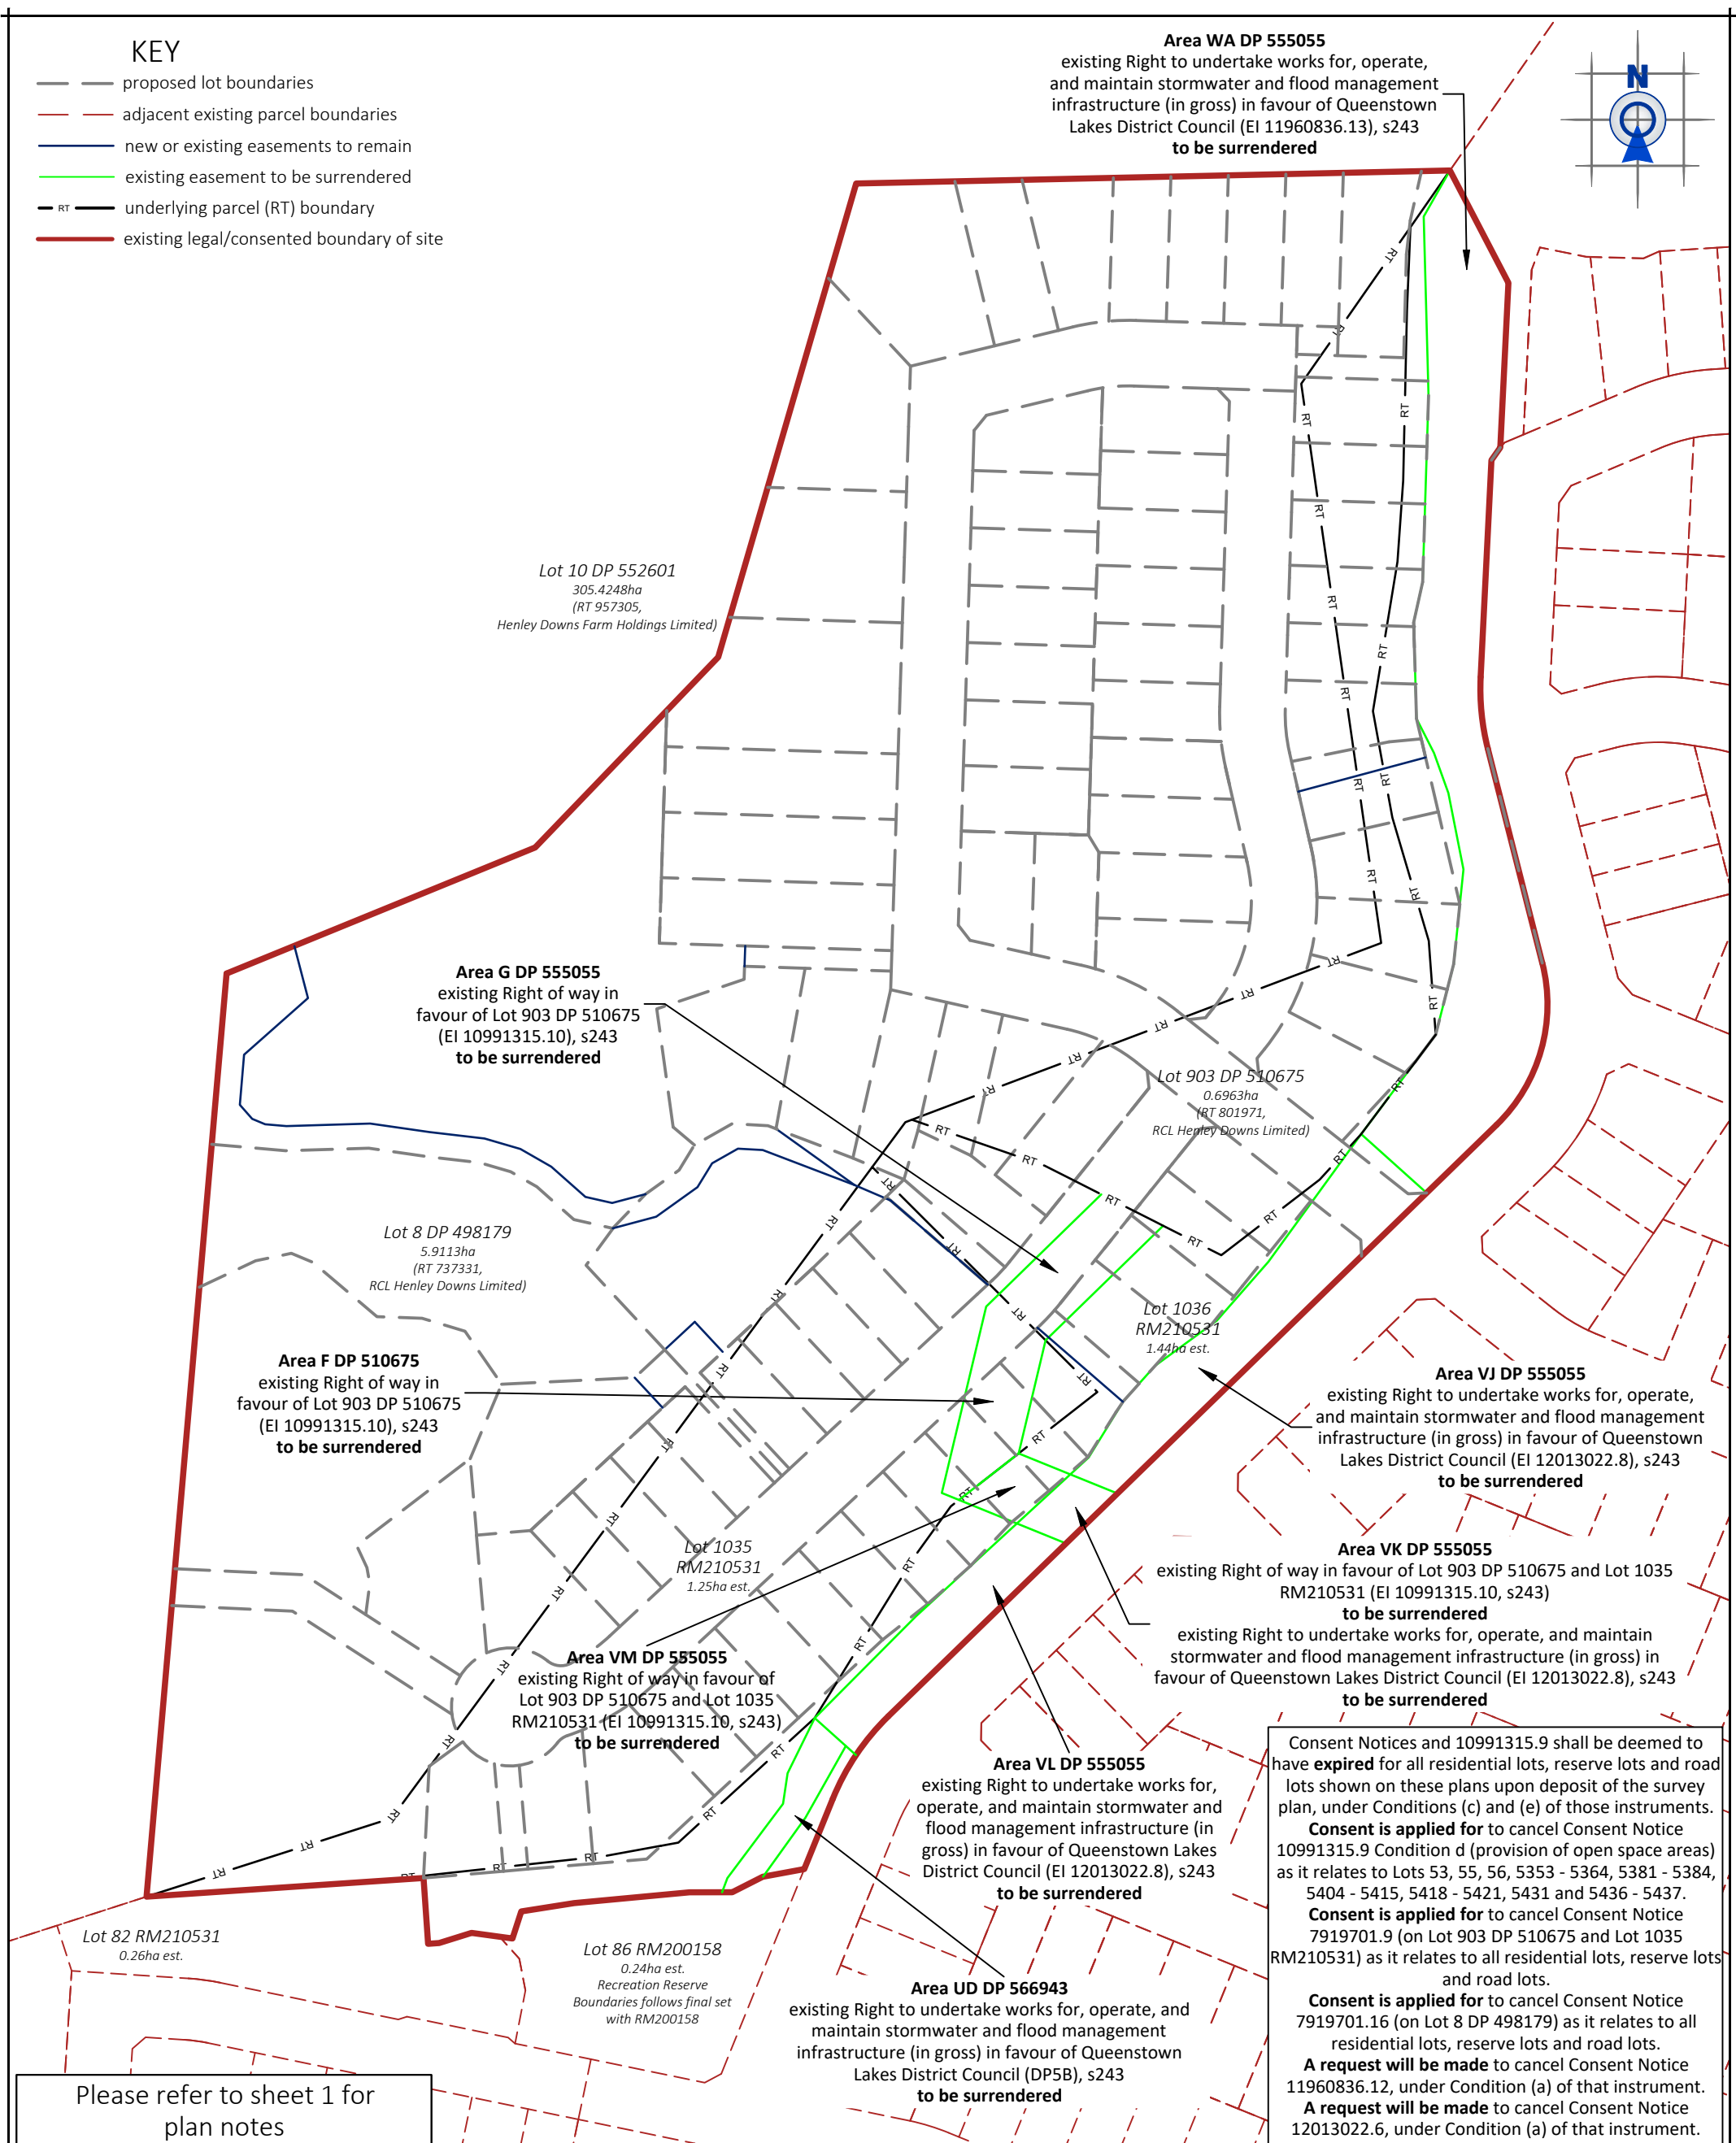 KEY
proposed lot boundaries
adjacent existing parcel boundaries
new or existing easements to remain
existing easement to be surrendered
RT underlying parcel (RT) boundary
existing legal/consented boundary of site
Area WA DP 555055
existing Right to undertake works for, operate,
and maintain stormwater and flood management
infrastructure (in gross) in favour of Queenstown
Lakes District Council (EI 11960836.13), s243
to be surrendered
N
Lot 10 DP 552601
305.4248ha
(RT 957305,
Henley Downs Farm Holdings Limited)
Area G DP 555055
existing Right of way in
favour of Lot 903 DP 510675
(EI 10991315.10), s243
to be surrendered
Lot 903 DP 510675
0.6963ha
(RT 801971,
RCL Henley Downs Limited)
Lot 8 DP 498179
5.9113ha
(RT 737331,
RCL Henley Downs Limited)
Lot 1036
RM210531
1.44ha est.
Area F DP 510675
existing Right of way in
favour of Lot 903 DP 510675
(EI 10991315.10), s243
to be surrendered
Area VJ DP 555055
existing Right to undertake works for, operate,
and maintain stormwater and flood management
infrastructure (in gross) in favour of Queenstown
Lakes District Council (EI 12013022.8), s243
to be surrendered
Lot 1035
RM210531
1.25ha est.
Area VK DP 555055
existing Right of way in favour of Lot 903 DP 510675 and Lot 1035
RM210531 (EI 10991315.10, s243)
to be surrendered
existing Right to undertake works for, operate, and maintain
stormwater and flood management infrastructure (in gross) in
favour of Queenstown Lakes District Council (EI 12013022.8), s243
to be surrendered
Area VM DP 555055
existing Right of way in favour of
Lot 903 DP 510675 and Lot 1035
RM210531 (EI 10991315.10, s243)
to be surrendered
Area VL DP 555055
existing Right to undertake works for,
operate, and maintain stormwater and
flood management infrastructure (in
gross) in favour of Queenstown Lakes
District Council (EI 12013022.8), s243
to be surrendered
Consent Notices and 10991315.9 shall be deemed to
have expired for all residential lots, reserve lots and road
lots shown on these plans upon deposit of the survey
plan, under Conditions (c) and (e) of those instruments.
Consent is applied for to cancel Consent Notice
10991315.9 Condition d (provision of open space areas)
as it relates to Lots 53, 55, 56, 5353 - 5364, 5381 - 5384,
5404 - 5415, 5418 - 5421, 5431 and 5436 - 5437.
Consent is applied for to cancel Consent Notice
7919701.9 (on Lot 903 DP 510675 and Lot 1035
RM210531) as it relates to all residential lots, reserve lots
and road lots.
Consent is applied for to cancel Consent Notice
7919701.16 (on Lot 8 DP 498179) as it relates to all
residential lots, reserve lots and road lots.
A request will be made to cancel Consent Notice
11960836.12, under Condition (a) of that instrument.
A request will be made to cancel Consent Notice
12013022.6, under Condition (a) of that instrument.
Lot 82 RM210531
0.26ha est.
Lot 86 RM200158
0.24ha est.
Recreation Reserve
Boundaries follows final set
with RM200158
Area UD DP 566943
existing Right to undertake works for, operate, and
maintain stormwater and flood management
infrastructure (in gross) in favour of Queenstown
Lakes District Council (DP5B), s243
to be surrendered
Please refer to sheet 1 for
plan notes